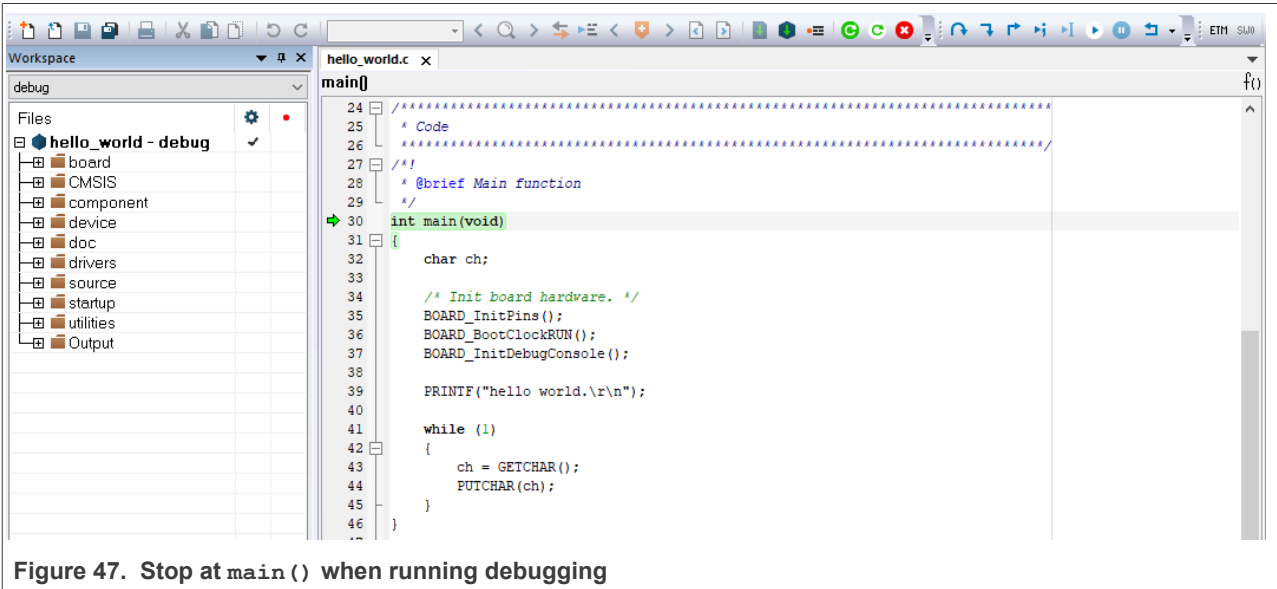 ETM SWO
Workspace
hello_world.c x
debug
main()
f()
Files
hello_world - debug
board
CMSIS
component
device
doc
drivers
source
startup
utilities
Output
24 /*******************************************************************************
25 * Code
26 ******************************************************************************/
27 /*!
28 * @brief Main function
29 */
30 int main(void)
31 {
32 char ch;
33
34 /* Init board hardware. */
35 BOARD_InitPins();
36 BOARD_BootClockRUN();
37 BOARD_InitDebugConsole();
38
39 PRINTF("hello world.\r\n");
40
41 while (1)
42 {
43 ch = GETCHAR();
44 PUTCHAR(ch);
45 }
46 }
Figure 47. Stop at main() when running debugging